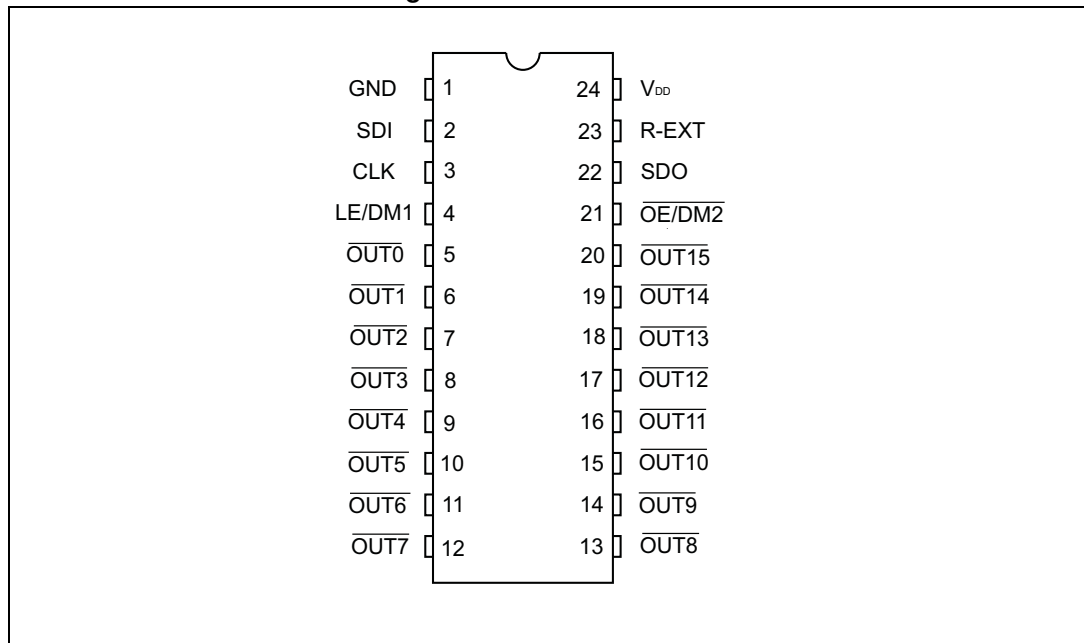 GND 1 24 VDD
SDI 2 23 R-EXT
CLK 3 22 SDO
LE/DM1 4 21 OE/DM2
OUT0 5 20 OUT15
OUT1 6 19 OUT14
OUT2 7 18 OUT13
OUT3 8 17 OUT12
OUT4 9 16 OUT11
OUT5 10 15 OUT10
OUT6 11 14 OUT9
OUT7 12 13 OUT8